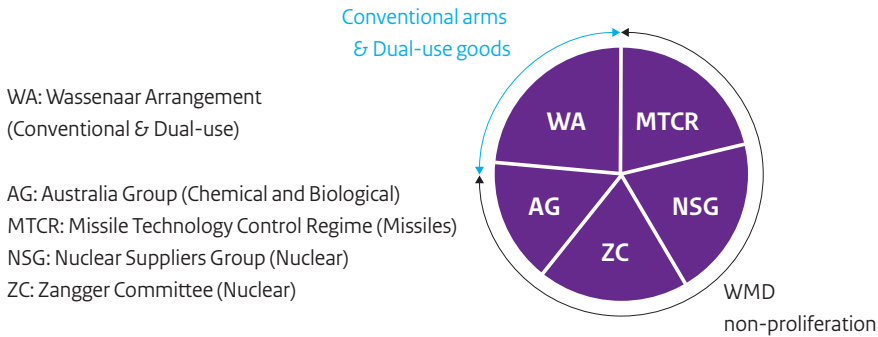 Conventional arms
& Dual-use goods
WA: Wassenaar Arrangement
(Conventional & Dual-use)
AG: Australia Group (Chemical and Biological)
MTCR: Missile Technology Control Regime (Missiles)
NSG: Nuclear Suppliers Group (Nuclear)
ZC: Zangger Committee (Nuclear)
WA
MTCR
AG
NSG
ZC
WMD
non-proliferation